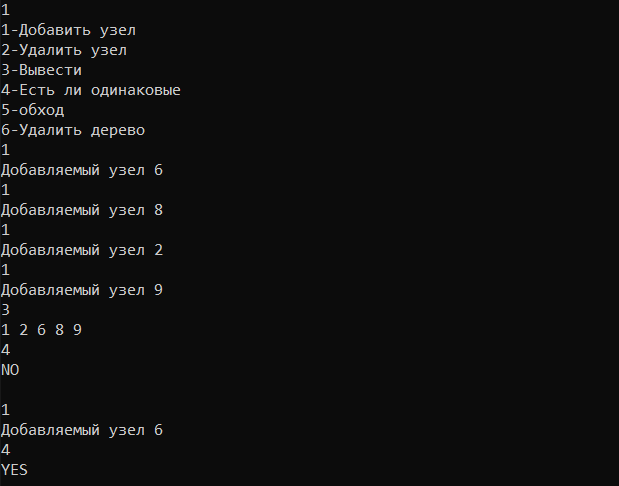 1
1-Добавить узел
2-Удалить узел
3-Вывести
4-Есть ли одинаковые
5-обход
6-Удалить дерево
1
Добавляемый узел 6
1
Добавляемый узел 8
1
Добавляемый узел 2
1
Добавляемый узел 9
3
1 2 6 8 9
4
NO
1
Добавляемый узел 6
4
YES